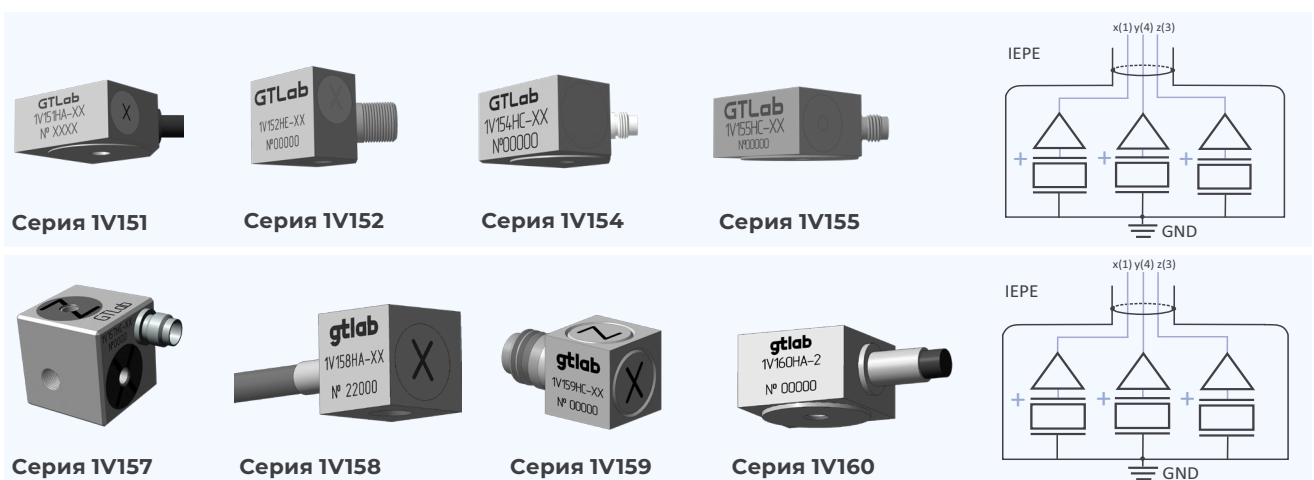 x(1) y(4) z(3)
IEPE
GTLab
1V151HA-XX
№ XXXX
X
GTLab
1V152HE-XX
№00000
X
GTLab
1V154HC-XX
№00000
GTLab
1V155HC-XX
№00000
+ + +
GND
Серия 1V151
Серия 1V152
Серия 1V154
Серия 1V155
x(1) y(4) z(3)
IEPE
Z
GTLab
gtlab
1V158HA-XX
№ 22000
X
Z
gtlab
1V159HC-XX
№ 00000
X
gtlab
1V160HA-2
№ 00000
+ + +
GND
Серия 1V157
Серия 1V158
Серия 1V159
Серия 1V160